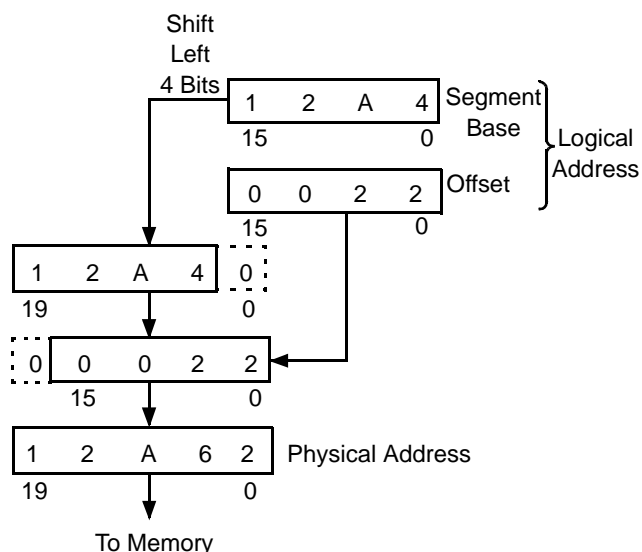 Shift
Left
4 Bits
1 2 A 4
Segment
Base
15 0
Logical
Address
0 0 2 2
Offset
15 0
1 2 A 4 0
19 0
0 0 0 2 2
15 0
1 2 A 6 2
Physical Address
19 0
To Memory